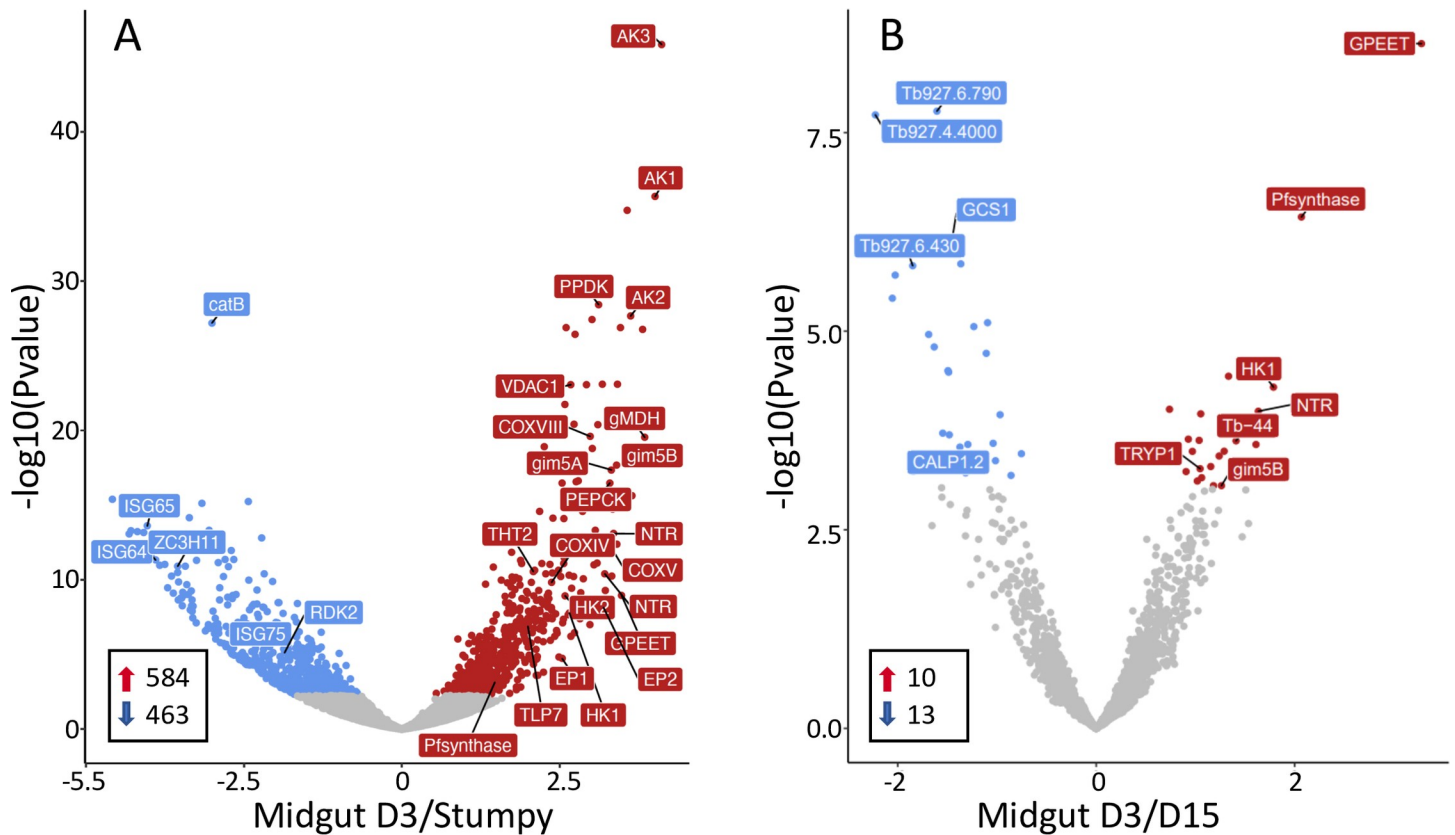 A
AK3
40
AK1
30
PPDK
AK2
catB
VDAC1
gMDH
COXVIII
20
gim5B
gim5A
PEPCK
ISG65
THT2
NTR
ZC3H11
COXIV
ISG64
COXV
10
HK2
NTR
RDK2
ISG75
GPEET
EP1
EP2
584
463
TLP7
HK1
0
Pfsynthase
-5.5
-2.5
0
2.5
-log10(Pvalue)
Midgut D3/Stumpy
B
GPEET
Tb927.6.790
Tb927.4.4000
7.5
Pfsynthase
GCS1
Tb927.6.430
5.0
HK1
NTR
Tb−44
TRYP1
CALP1.2
gim5B
2.5
10
13
0.0
-2
0
2
-log10(Pvalue)
Midgut D3/D15